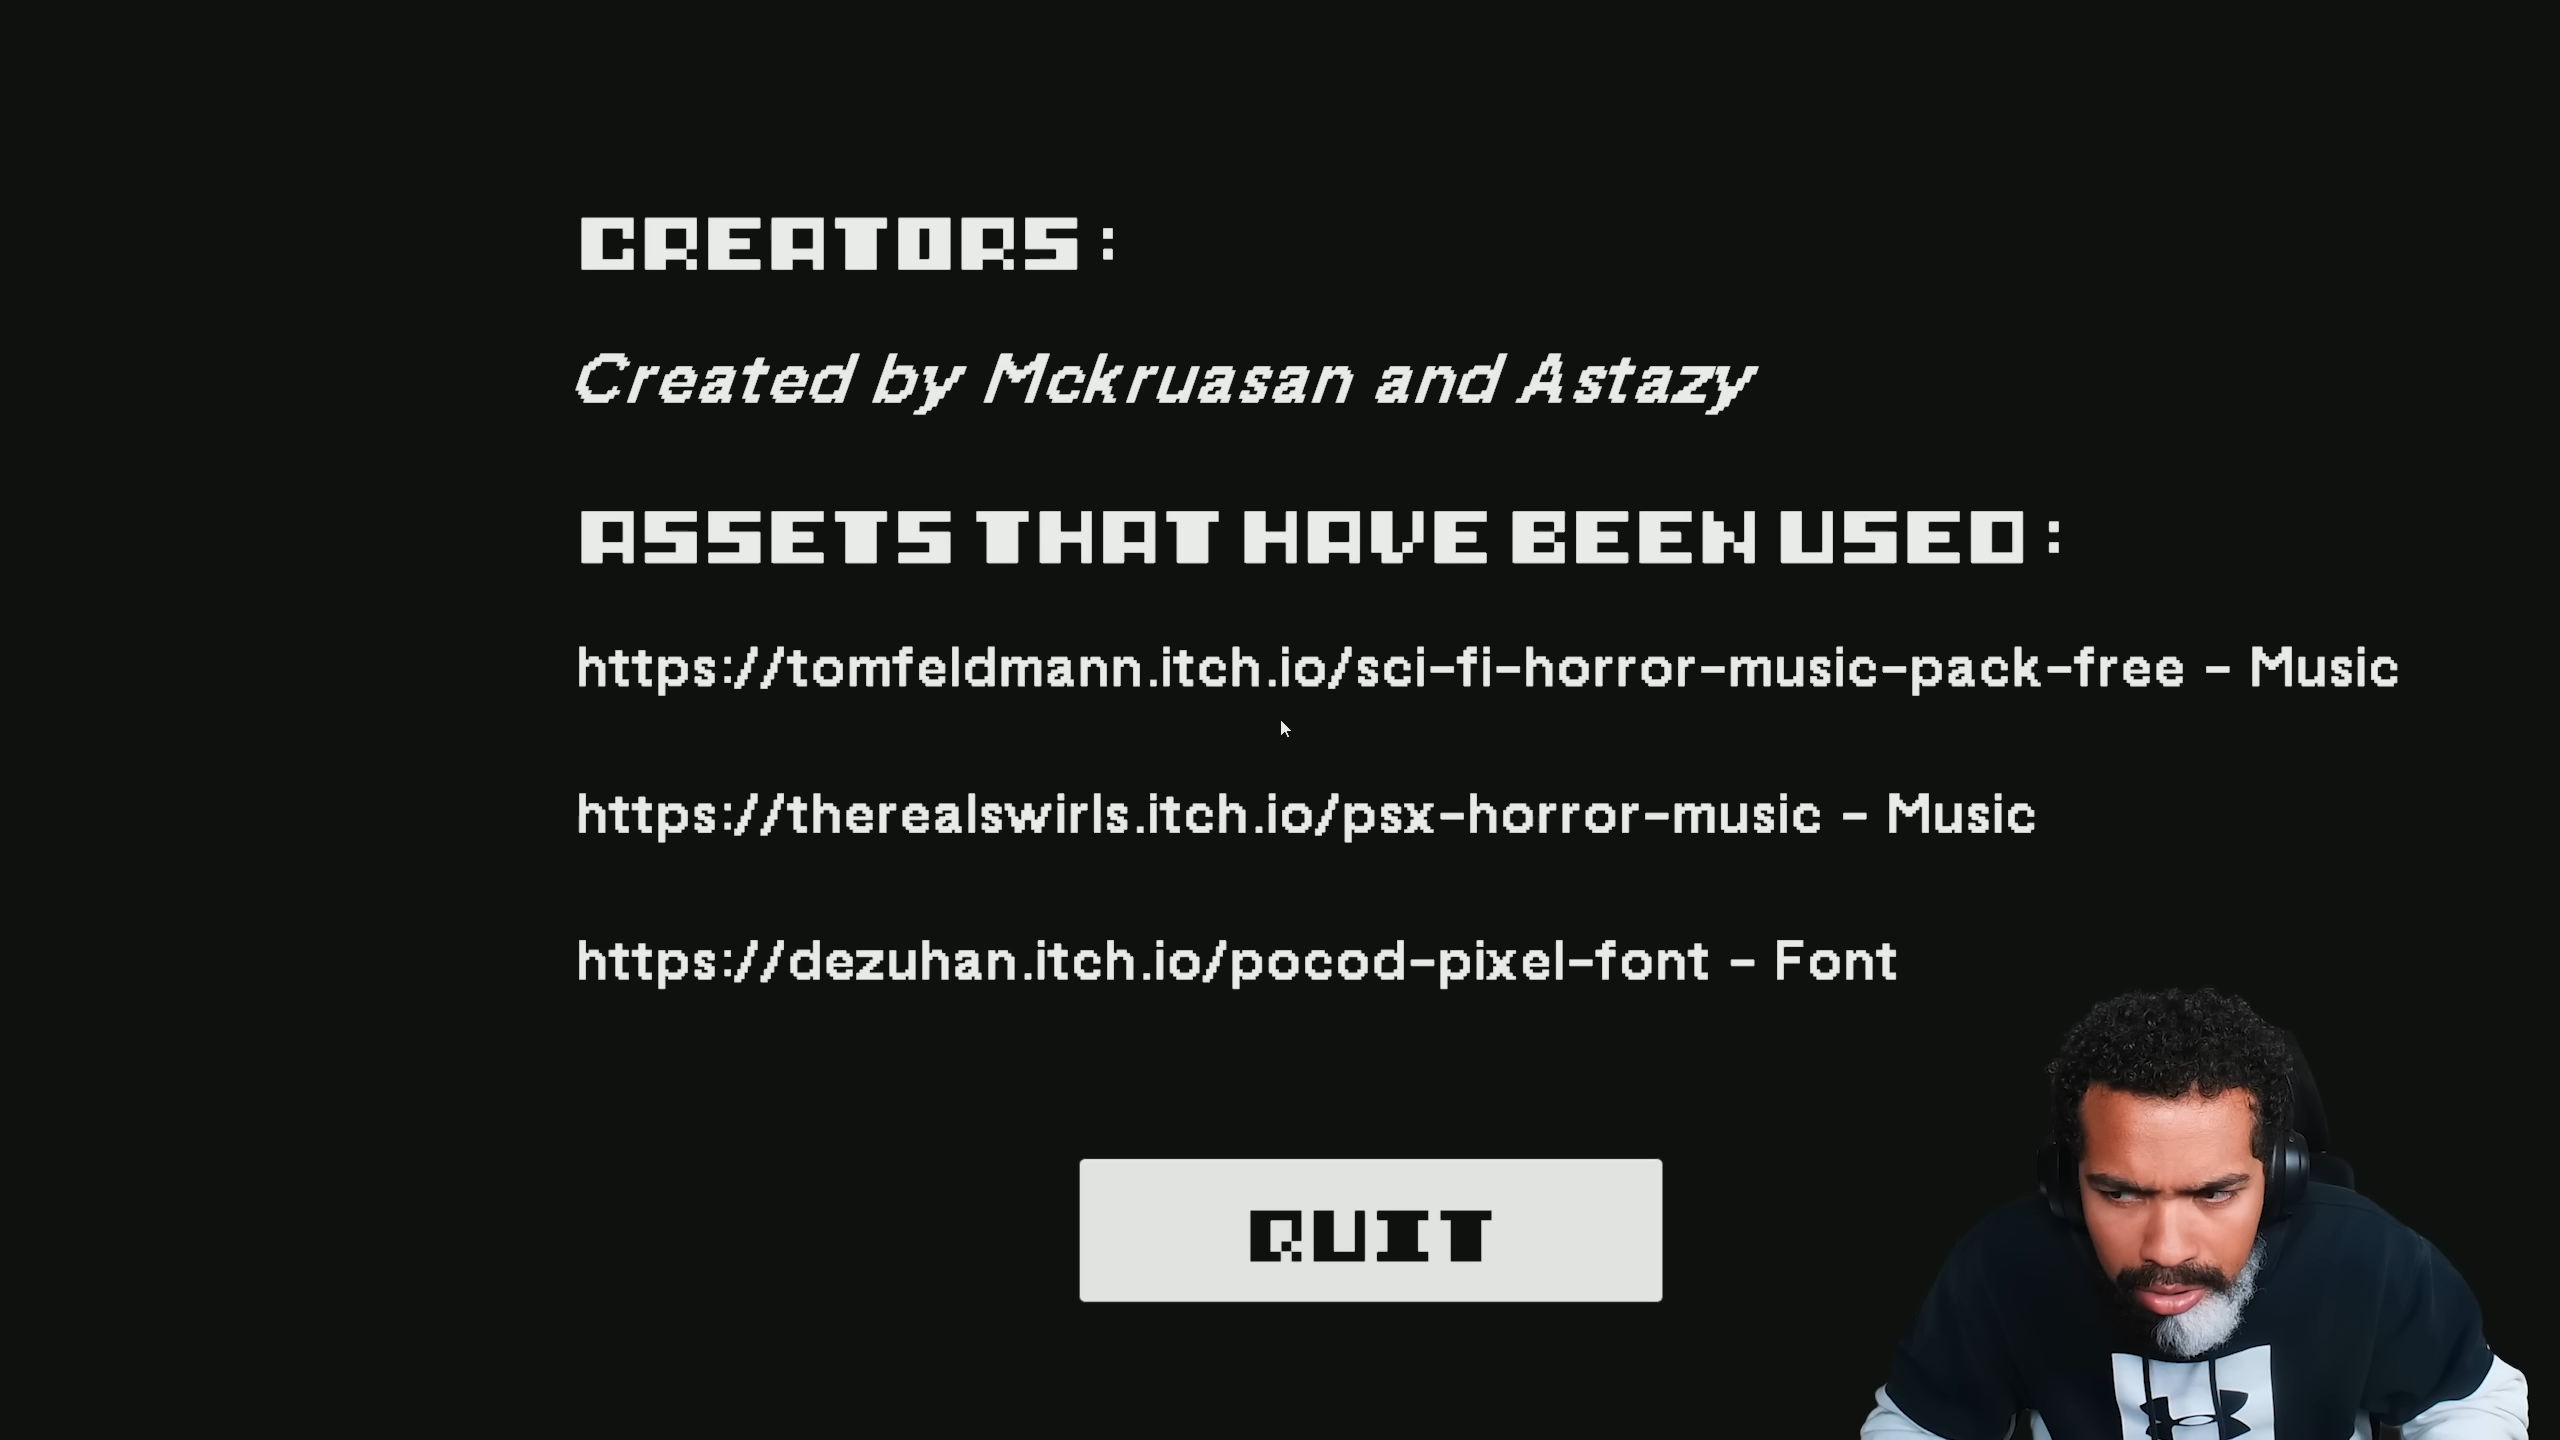 CREATORS:
Created by Mckruasan and Astazy
ASSETS THAT HAVE BEEN USED:
https://tomfeldmann.itch.io/sci-fi-horror-music-pack-free - Music
https://therealswirls.itch.io/psx-horror-music - Music
https://dezuhan.itch.io/pocod-pixel-font - Font
QUIT